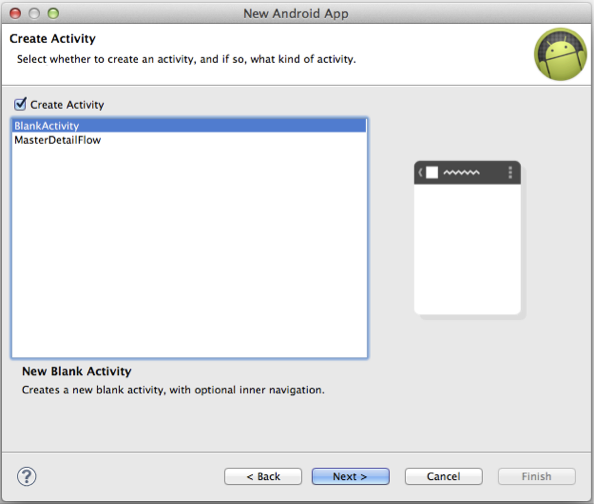 New Android App
Create Activity
Select whether to create an activity, and if so, what kind of activity.
Create Activity
BlankActivity
MasterDetailFlow
New Blank Activity
Creates a new blank activity, with optional inner navigation.
? < Back Next > Cancel Finish